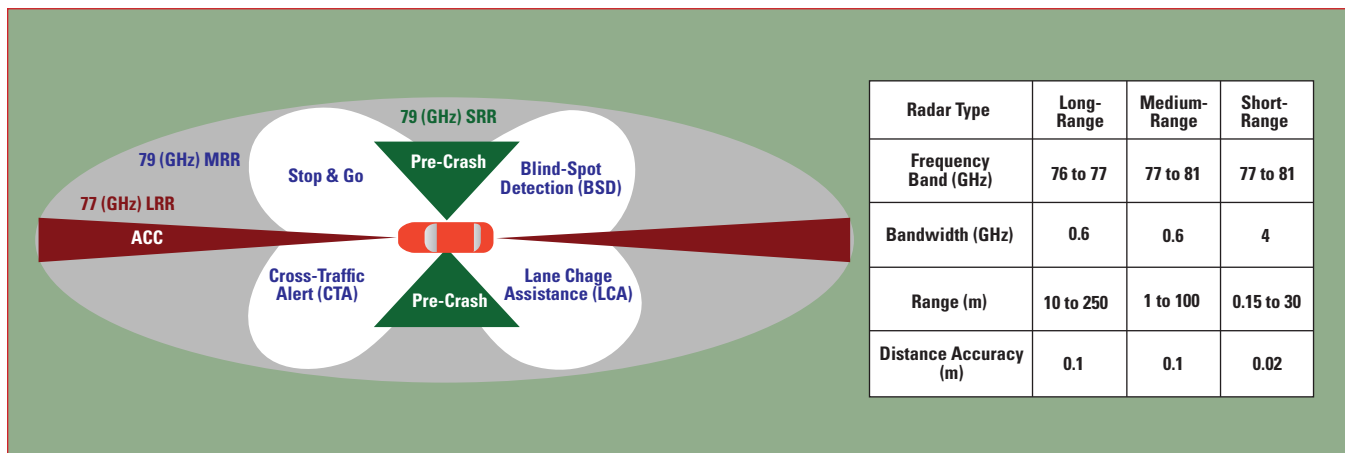 79 (GHz) SRR
79 (GHz) MRR
77 (GHz) LRR
Stop & Go
Pre-Crash
Blind-Spot
Detection (BSD)
ACC
Cross-Traffic
Alert (CTA)
Pre-Crash
Lane Chage
Assistance (LCA)
Radar Type
Long-
Range
Medium-
Range
Short-
Range
Frequency
Band (GHz)
76 to 77
77 to 81
77 to 81
Bandwidth (GHz)
0.6
0.6
4
Range (m)
10 to 250
1 to 100
0.15 to 30
Distance Accuracy
(m)
0.1
0.1
0.02